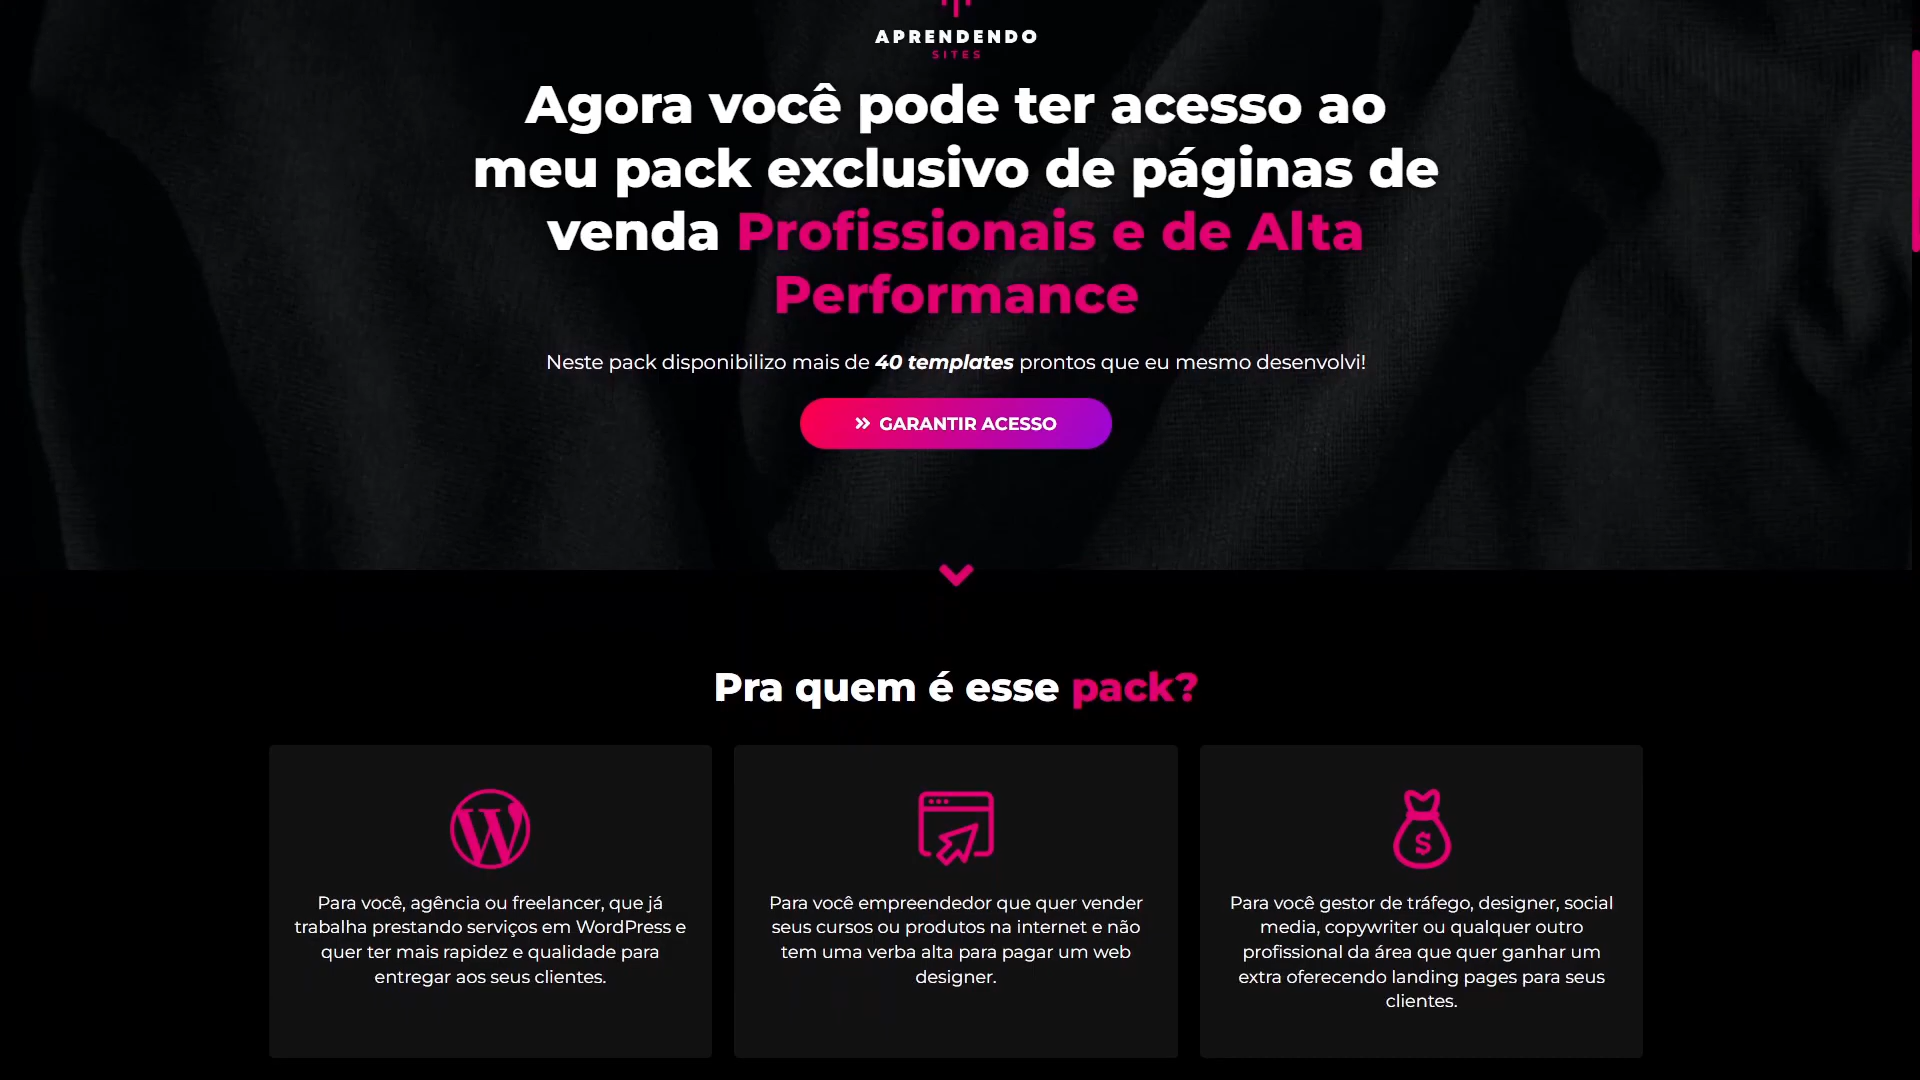 APRENDENDO
SITES
Agora você pode ter acesso ao
meu pack exclusivo de páginas de
venda Profissionais e de Alta
Performance
Neste pack disponibilizo mais de 40 templates prontos que eu mesmo desenvolvi!
GARANTIR ACESSO
Pra quem é esse pack?
Para você, agência ou freelancer, que já
trabalha prestando serviços em WordPress e
quer ter mais rapidez e qualidade para
entregar aos seus clientes.
Para você empreendedor que quer vender
seus cursos ou produtos na internet e não
tem uma verba alta para pagar um web
designer.
Para você gestor de tráfego, designer, social
media, copywriter ou qualquer outro
profissional da área que quer ganhar um
extra oferecendo landing pages para seus
clientes.